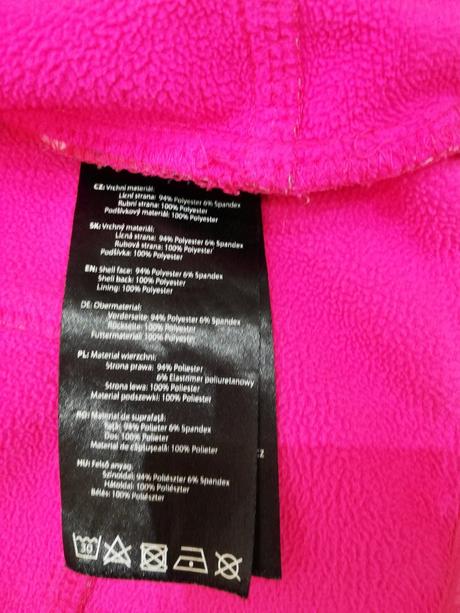 CZ: Vrchní materiál:
Lícní strana: 94% Polyester 6% Spandex
Rubní strana: 100% Polyester
Podšívkový materiál: 100% Polyester
SK: Vrchný materiál:
Lícná strana: 94% Polyester 6% Spandex
Rubová strana: 100% Polyester
Podšívka: 100% Polyester
EN: Shell face: 94% Polyester 6% Spandex
Shell back: 100% Polyester
Lining: 100% Polyester
DE: Obermaterial:
Vorderseite: 94% Polyester 6% Spandex
Rückseite: 100% Polyester
Futtermaterial: 100% Polyester
PL: Materiał wierzchni:
Strona prawa: 94% Poliester
6% Elastomer poliuretanowy
Strona lewa: 100% Poliester
Materiał podszewki: 100% Poliester
RO: Material de suprafață:
Față: 94% Poliester 6% Spandex
Dos: 100% Poliester
Material de căptușeală: 100% Poliester
HU: Felső anyag:
Színoldal: 94% Poliészter 6% Spandex
Hátoldal: 100% Poliészter
Bélés: 100% Poliészter
CZ
30